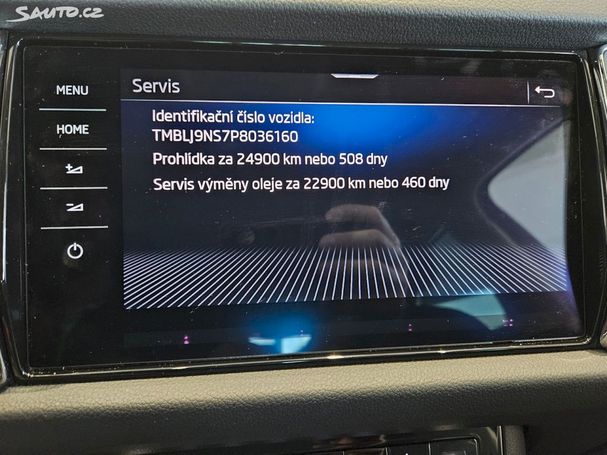 SAUTO.CZ
MENU
HOME
Servis
Identifikační číslo vozidla:
TMBLJ9NS7P8036160
Prohlídka za 24900 km nebo 508 dny
Servis výměny oleje za 22900 km nebo 460 dny